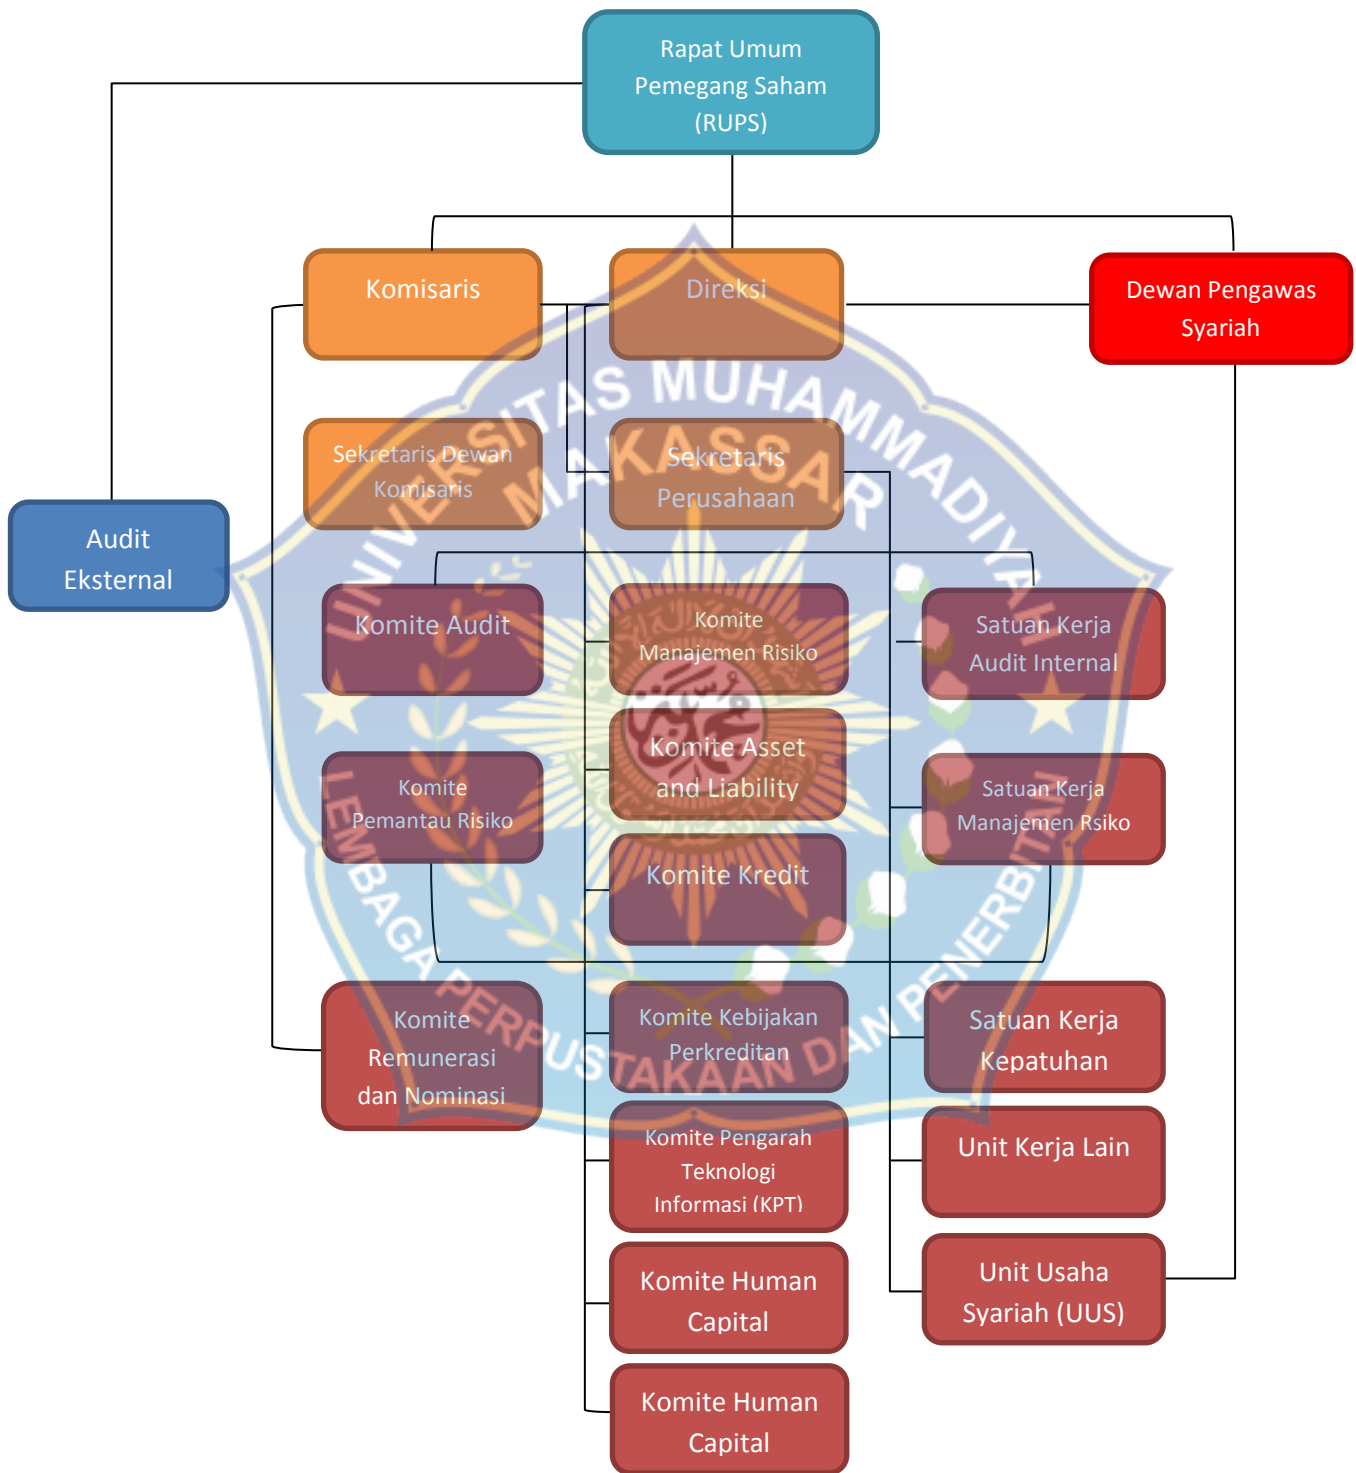 Rapat Umum
Pemegang Saham
(RUPS)
Komisaris
Direksi
Dewan Pengawas
Syariah
Sekretaris Dewan
Komisaris
Sekretaris
Perusahaan
Audit
Eksternal
Komite Audit
Komite
Manajemen Risiko
Satuan Kerja
Audit Internal
Komite Asset
and Liability
Komite
Pemantau Risiko
Satuan Kerja
Manajemen Rsiko
Komite Kredit
Komite
Remunerasi
dan Nominasi
Komite Kebijakan
Perkreditan
Satuan Kerja
Kepatuhan
Komite Pengarah
Teknologi
Informasi (KPT)
Unit Kerja Lain
Komite Human
Capital
Unit Usaha
Syariah (UUS)
Komite Human
Capital
UNIVERSITAS MUHAMMADIYAH
MAKASSAR
LEMBAGA PERPUSTAKAAN DAN PENERBITAN